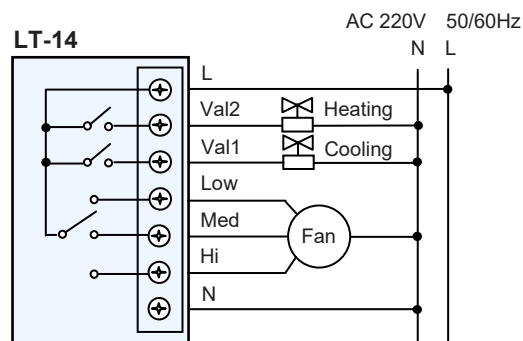 AC 220V 50/60Hz
LT-14
N L
L
Val2 Heating
Val1 Cooling
Low
Med
Fan
Hi
N